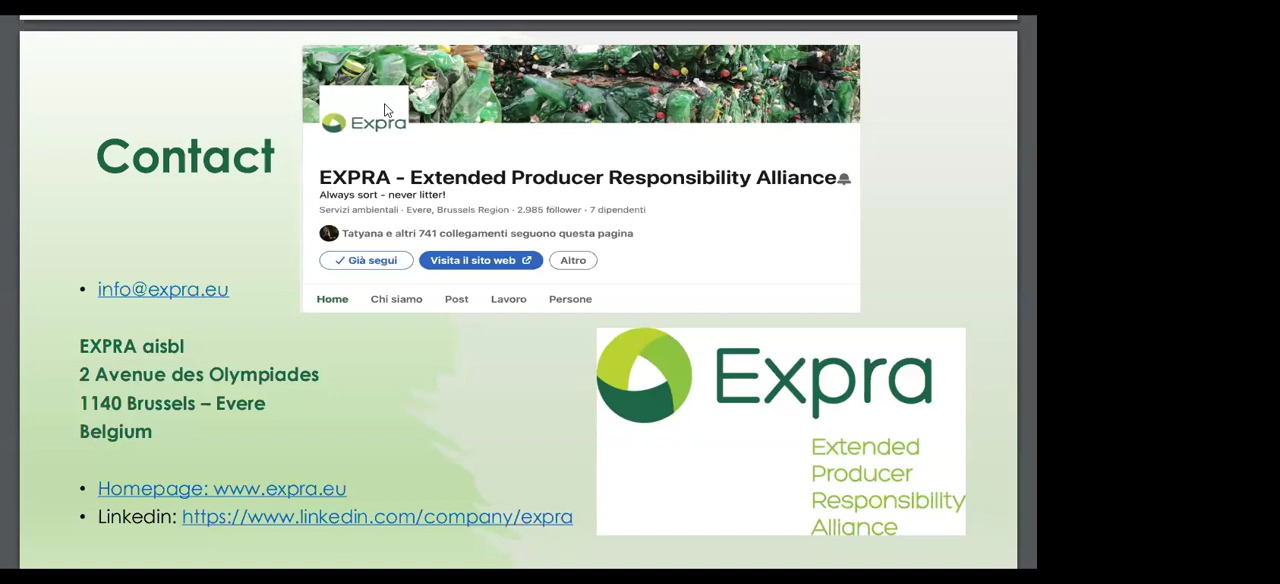 Contact
Expra
EXPRA - Extended Producer Responsibility Alliance
Always sort - never litter!
Servizi ambientali · Evere, Brussels Region · 2.985 follower · 7 dipendenti
Tatyana e altri 741 collegamenti seguono questa pagina
Già segui
Visita il sito web
Altro
Home Chi siamo Post Lavoro Persone
• info@expra.eu
EXPRA aisbl
2 Avenue des Olympiades
1140 Brussels – Evere
Belgium
• Homepage: www.expra.eu
• Linkedin: https://www.linkedin.com/company/expra
Expra
Extended
Producer
Responsibility
Alliance